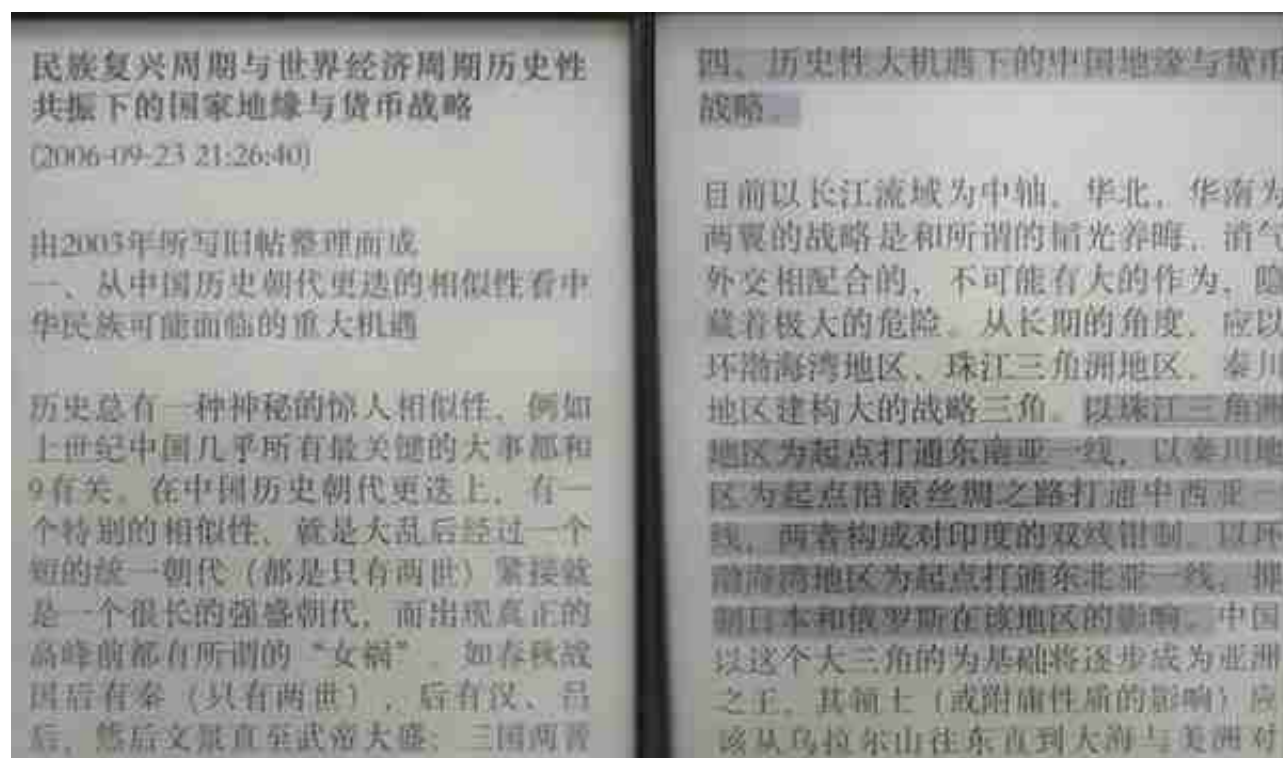 民族复兴周期与世界经济周期历史性
共振下的国家地缘与货币战略
(2006-09-23 21:26:40)
由2003年所写旧帖整理而成
一、从中国历史朝代更迭的相似性看中
华民族可能面临的重大机遇
历史总有一种神秘的惊人相似性，例如
上世纪中国几乎所有最关键的大事都和
9有关。在中国历史朝代更迭上，有一
个特别的相似性，就是大乱后经过一个
短的统一朝代（都是只有两世）紧接就
是一个很长的强盛朝代，而出现真正的
高峰前都有所谓的“女祸”。如春秋战
国后有秦（只有两世），后有汉、吕
后，然后文景直至武帝大盛；三国两晋
四、历史性大机遇下的中国地缘与货币
战略。
目前以长江流域为中轴，华北，华南为
两翼的战略是和所谓的韬光养晦，消气
外交相配合的，不可能有大的作为，隐
藏着极大的危险。从长期的角度，应以
环渤海湾地区、珠江三角洲地区、秦川
地区建构大的战略三角。以珠江三角洲
地区为起点打通东南亚一线，以秦川地
区为起点沿原丝绸之路打通中西亚一
线，两者构成对印度的双线钳制。以环
渤海湾地区为起点打通东北亚一线，排
日本和俄罗斯在该地区的影响。中国
以这个大三角的为基础将逐步成为亚洲
之王，其领土（或附庸性质的影响）应
该从乌拉尔山往东直到大海与美洲对